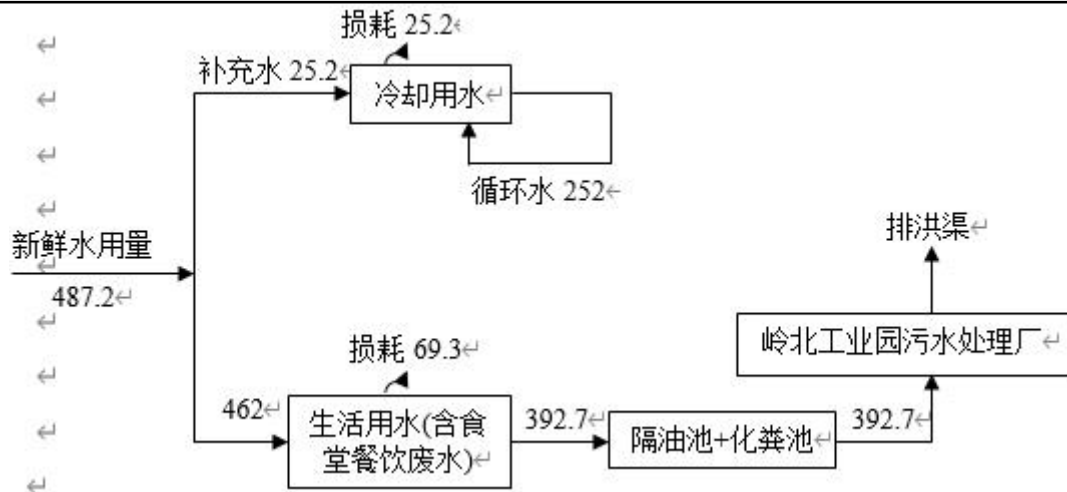 损耗 25.2
补充水 25.2
冷却用水
循环水 252
排洪渠
新鲜水用量
487.2
岭北工业园污水处理厂
损耗 69.3
462
生活用水(含食
堂餐饮废水)
392.7
隔油池+化粪池
392.7